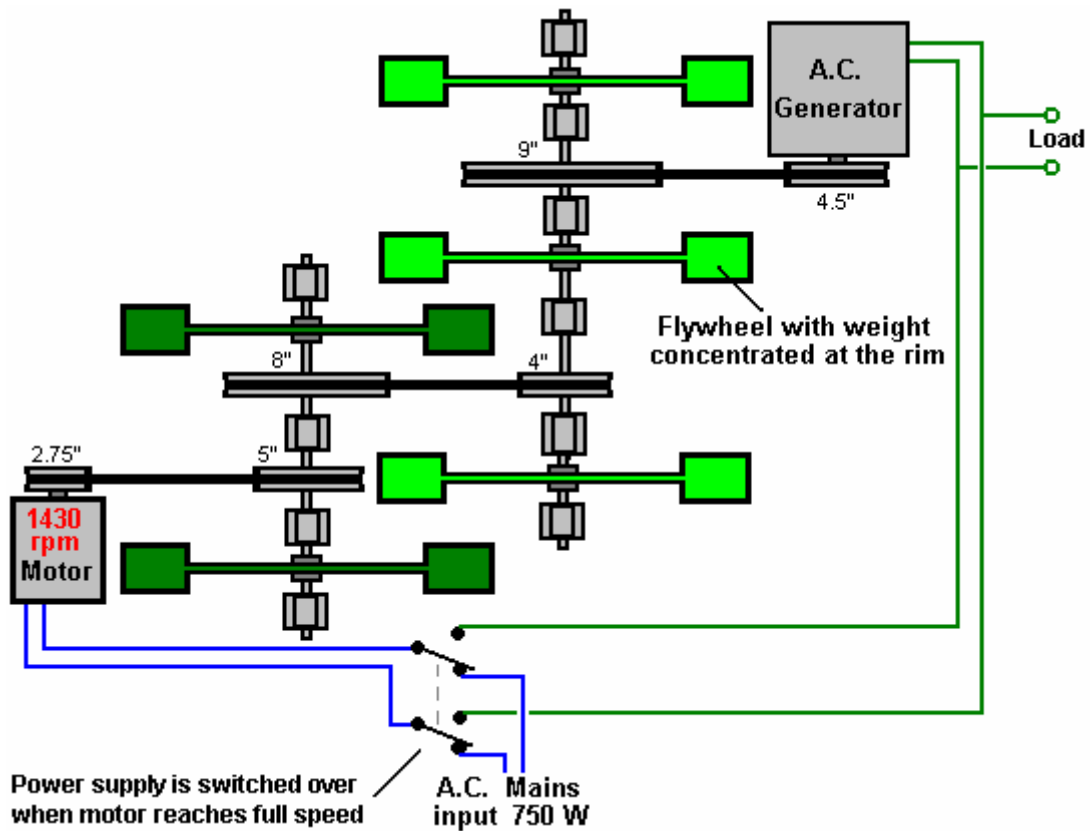 A.C.
Generator
9"
Load
4.5"
Flywheel with weight
concentrated at the rim
8"
4"
2.75"
5"
1430
rpm
Motor
Power supply is switched over
when motor reaches full speed
A.C. Mains
input 750 W